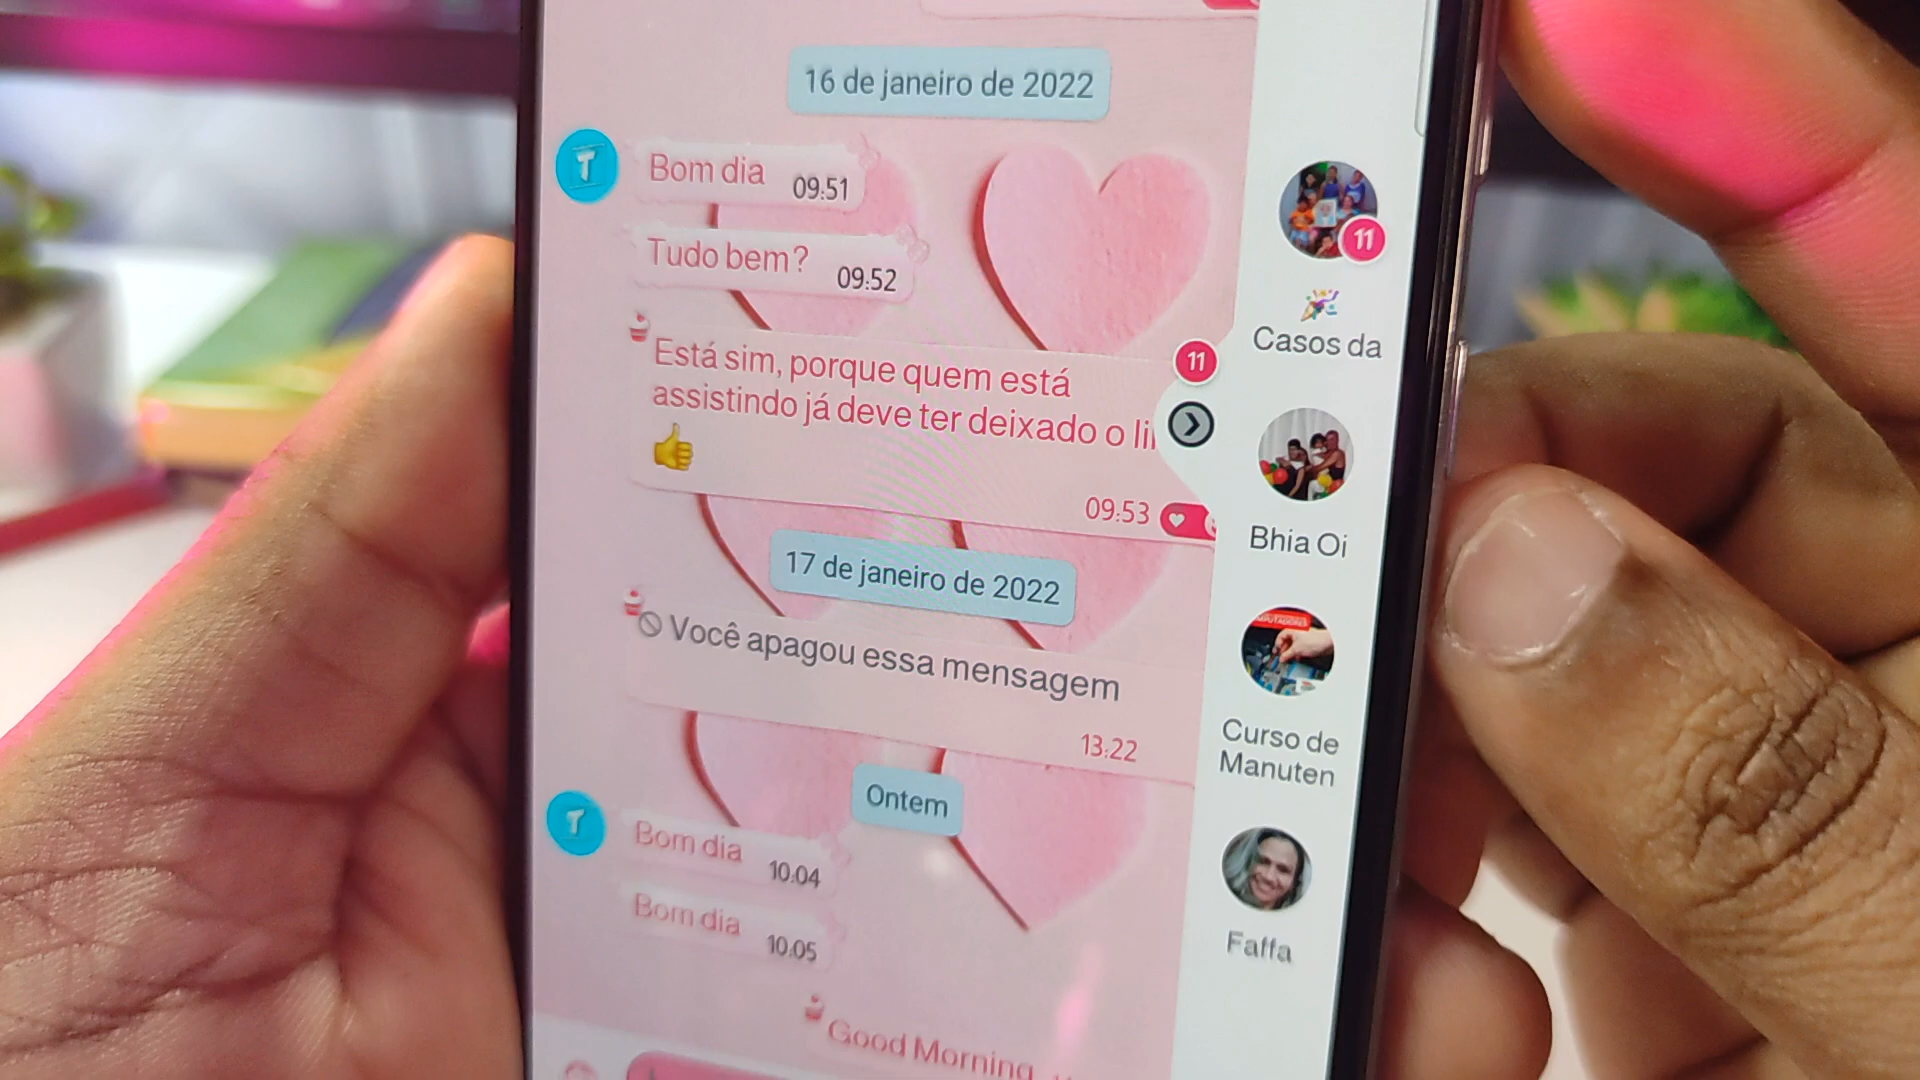 16 de janeiro de 2022
T
Bom dia
09:51
Tudo bem?
09:52
Está sim, porque quem está
assistindo já deve ter deixado o
09:53
17 de janeiro de 2022
Você apagou essa mensagem
13:22
Ontem
T
Bom dia
10:04
Bom dia
10:05
Good Morning
11
Casos da
11
Bhia Oi
Curso de
Manuten
Faffa